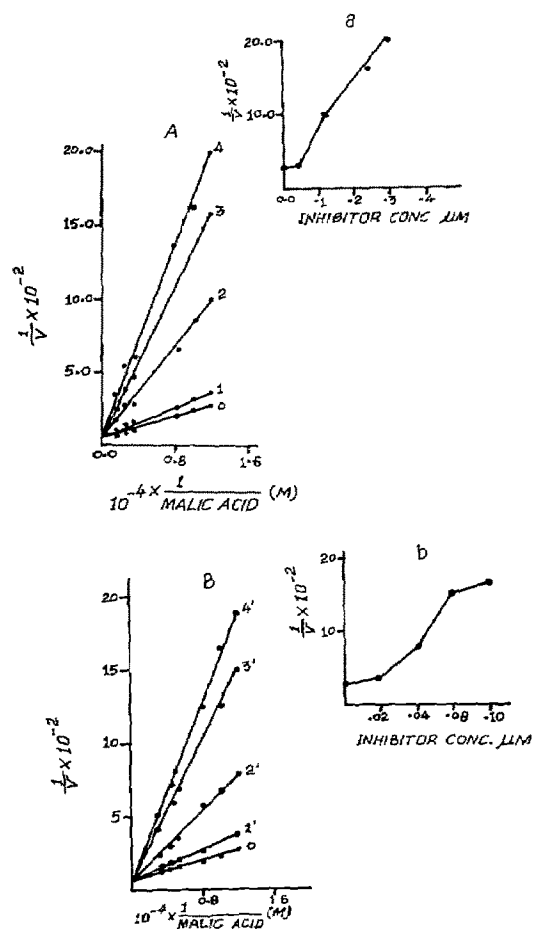 a
20.0
1/V × 10^-2
10.0
0.0 .1 .2 .3 .4
INHIBITOR CONC μM
A
20.0
15.0
10.0
5.0
1/V × 10^-2
4
3
2
1
0
0.0 0.8 1.6
10^-4 × 1/MALIC ACID (M)
b
20
10
1/V × 10^-2
.02 .04 .08 .10
INHIBITOR CONC. μM
B
20
15
10
5
1/V × 10^-2
4'
3'
2'
2'
0
0.8 1.6
10^-4 × 1/MALIC ACID (M)